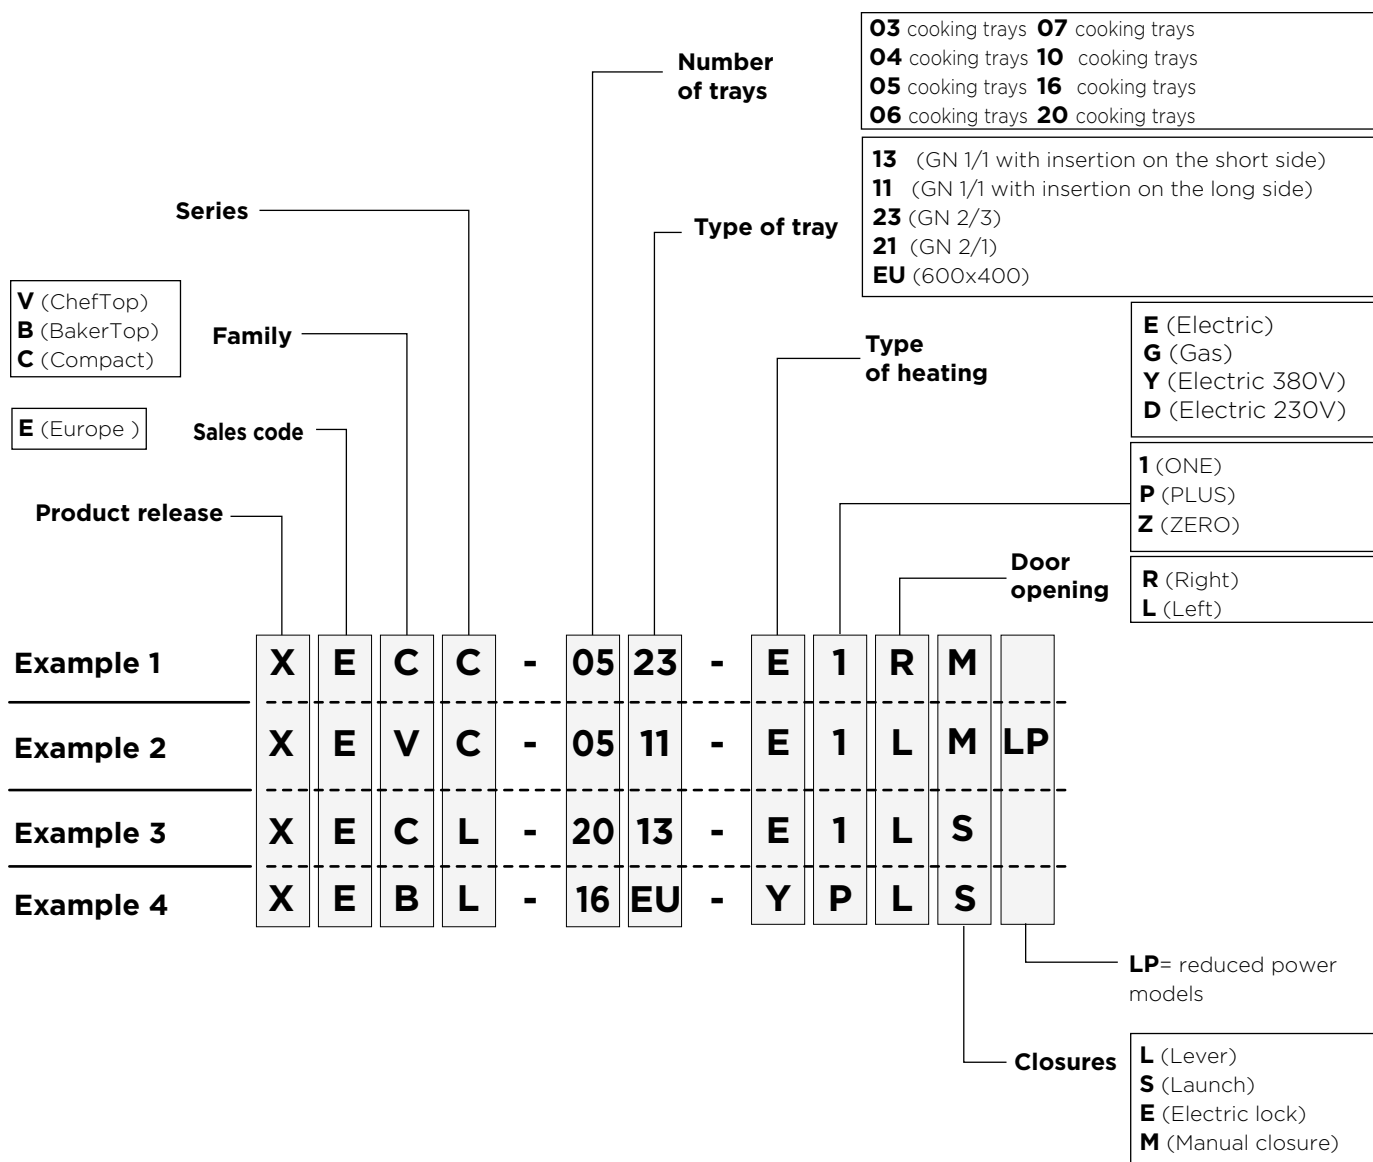 Number
of trays
03 cooking trays 07 cooking trays
04 cooking trays 10 cooking trays
05 cooking trays 16 cooking trays
06 cooking trays 20 cooking trays
Series
Type of tray
13 (GN 1/1 with insertion on the short side)
11 (GN 1/1 with insertion on the long side)
23 (GN 2/3)
21 (GN 2/1)
EU (600x400)
V (ChefTop)
B (BakerTop)
C (Compact)
Family
Type
of heating
E (Electric)
G (Gas)
Y (Electric 380V)
D (Electric 230V)
E (Europe )
Sales code
1 (ONE)
P (PLUS)
Z (ZERO)
Product release
Door
opening
R (Right)
L (Left)
Example 1 X E C C - 05 23 - E 1 R M
Example 2 X E V C - 05 11 - E 1 L M LP
Example 3 X E C L - 20 13 - E 1 L S
Example 4 X E B L - 16 EU - Y P L S
LP= reduced power
models
Closures
L (Lever)
S (Launch)
E (Electric lock)
M (Manual closure)